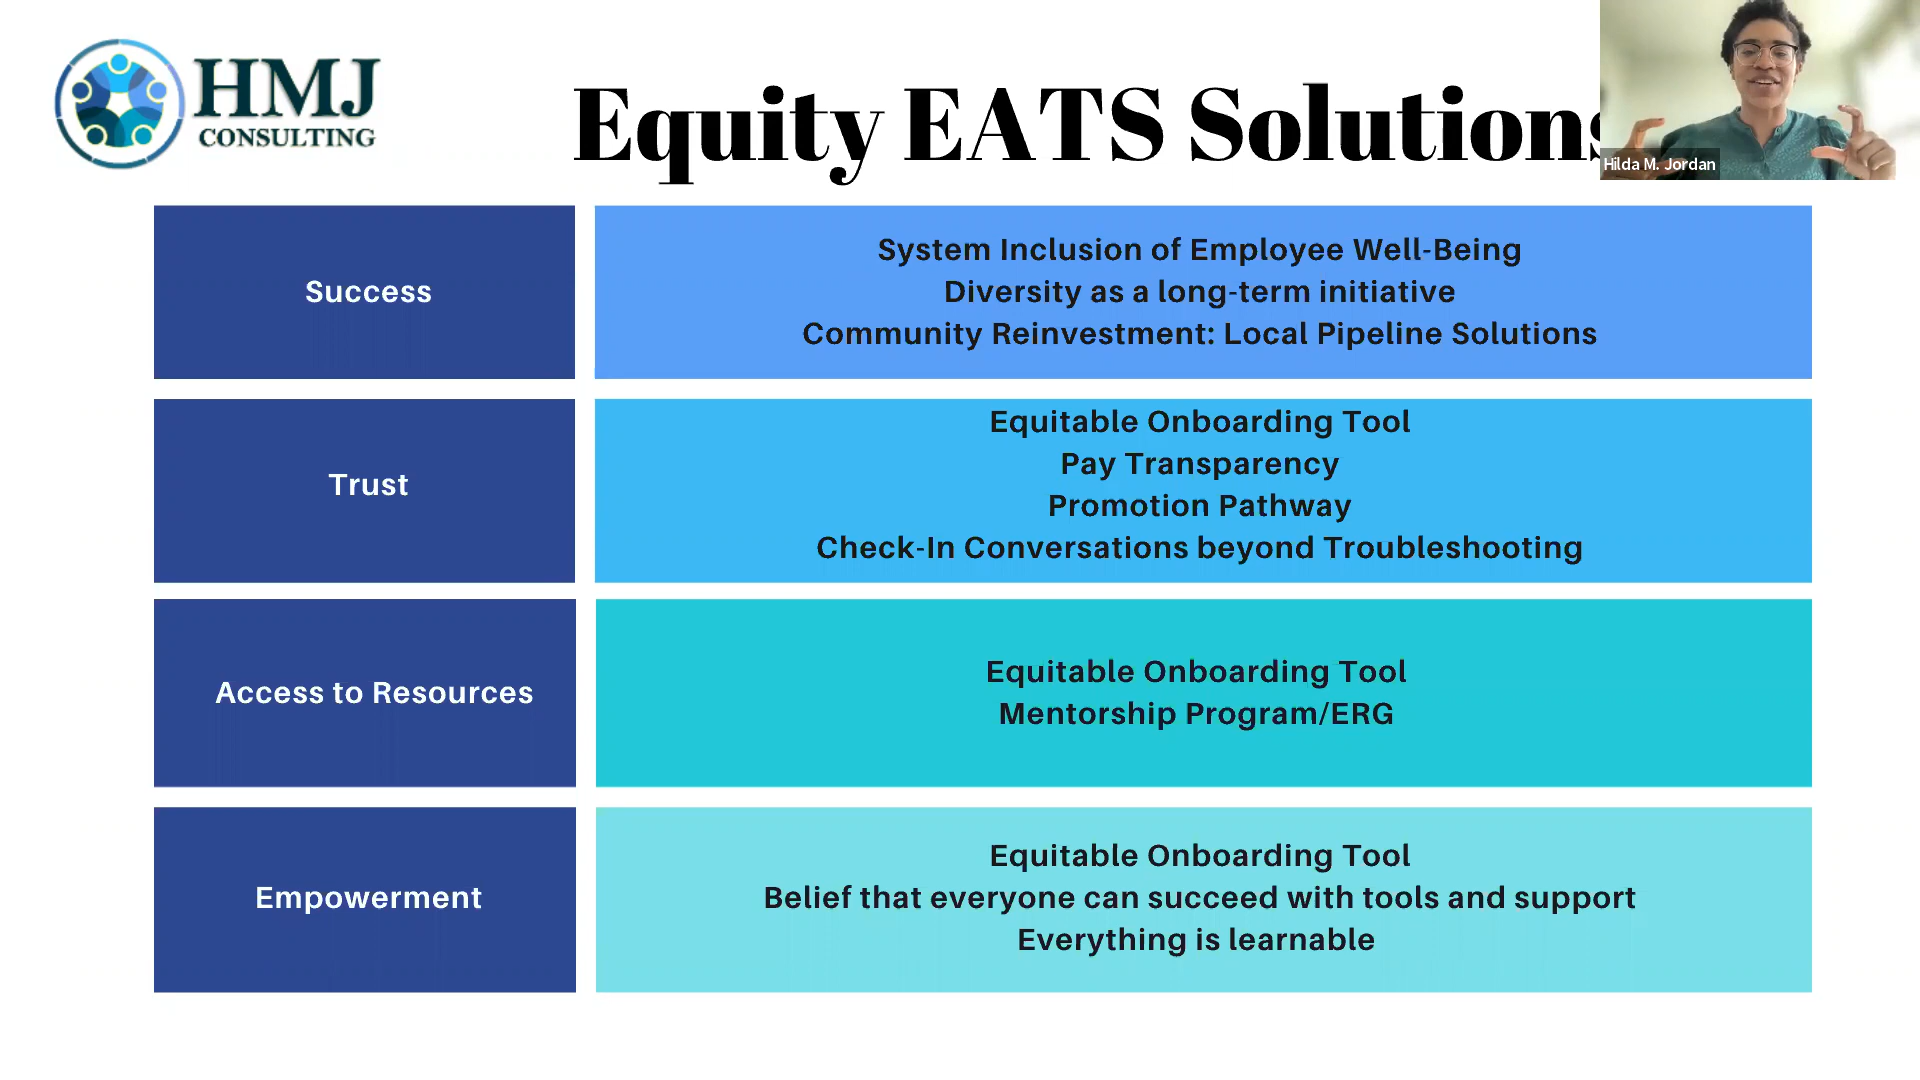 HMJ
CONSULTING
Equity EATS Solutions
Hilda M. Jordan
Success
System Inclusion of Employee Well-Being
Diversity as a long-term initiative
Community Reinvestment: Local Pipeline Solutions
Trust
Equitable Onboarding Tool
Pay Transparency
Promotion Pathway
Check-In Conversations beyond Troubleshooting
Access to Resources
Equitable Onboarding Tool
Mentorship Program/ERG
Empowerment
Equitable Onboarding Tool
Belief that everyone can succeed with tools and support
Everything is learnable